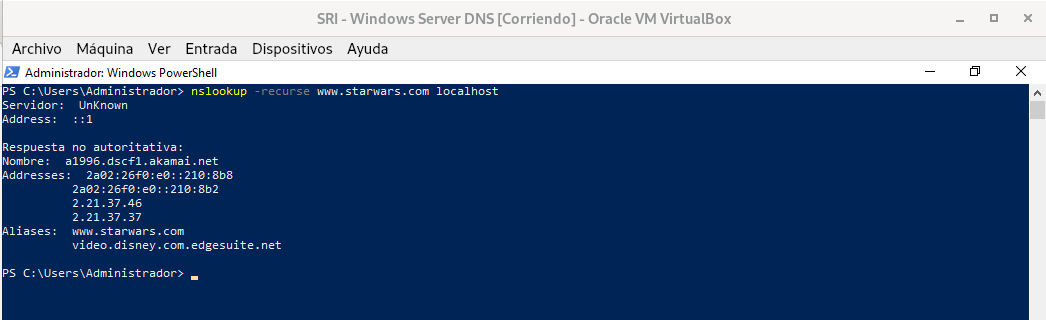 SRI - Windows Server DNS [Corriendo] - Oracle VM VirtualBox
Archivo Máquina Ver Entrada Dispositivos Ayuda
Administrador: Windows PowerShell
PS C:\Users\Administrador> nslookup -recurse www.starwars.com localhost
Servidor:  UnKnown
Address:  ::1

Respuesta no autoritativa:
Nombre:  a1996.dscf1.akamai.net
Addresses:  2a02:26f0:e0::210:8b8
          2a02:26f0:e0::210:8b2
          2.21.37.46
          2.21.37.37
Aliases:  www.starwars.com
          video.disney.com.edgesuite.net

PS C:\Users\Administrador>